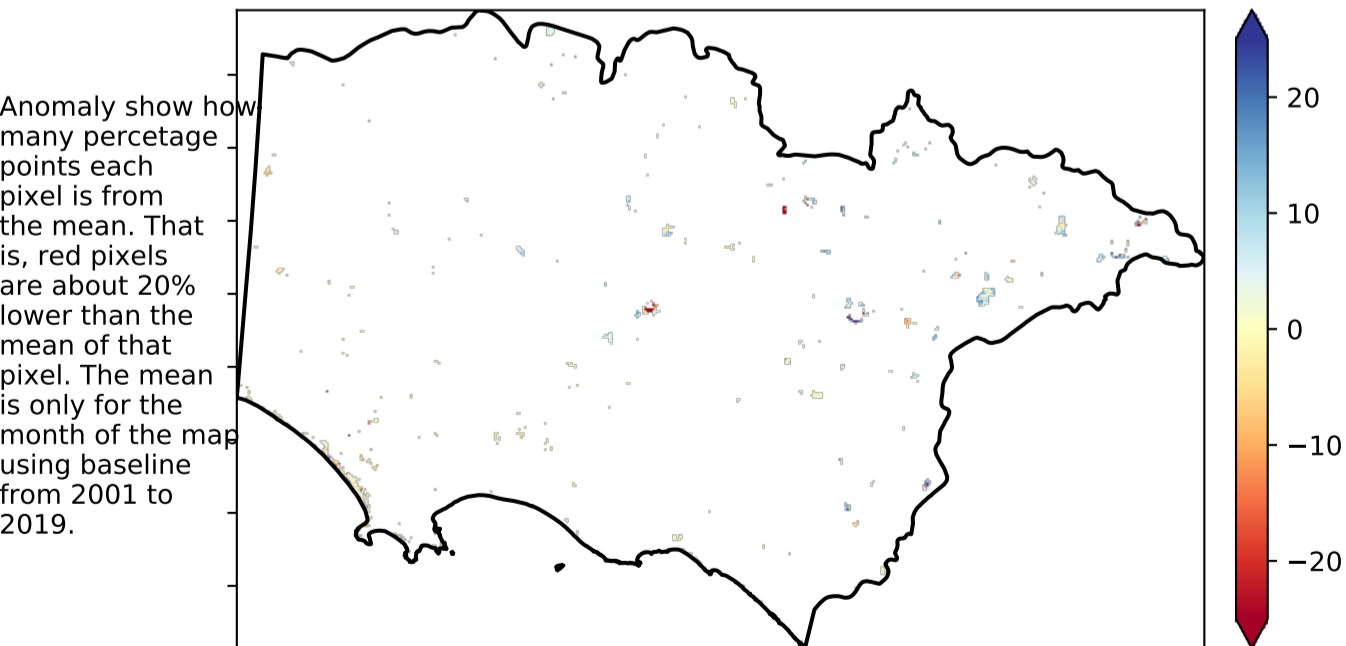 Anomaly show how
many percetage
points each
pixel is from
the mean. That
is, red pixels
are about 20%
lower than the
mean of that
pixel. The mean
is only for the
month of the map
using baseline
from 2001 to
2019.
20
10
0
−10
−20